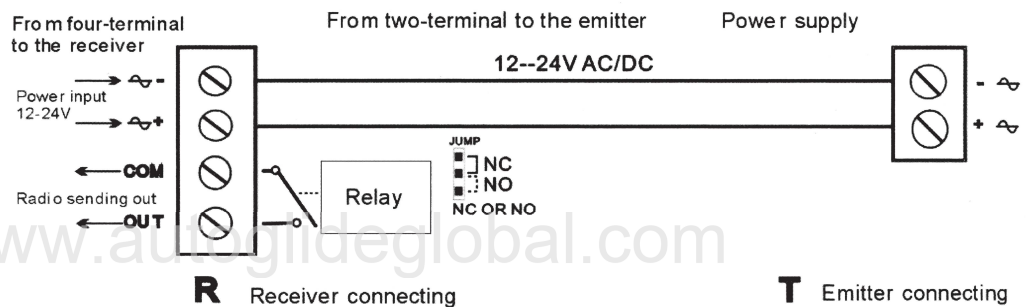 From four-terminal
to the receiver
From two-terminal to the emitter
Power supply
12--24V AC/DC
-
Power input
12-24V
+
-
+
COM
Radio sending out
OUT
Relay
JUMP
NC
NO
NC OR NO
www.autoglideglobal.com
R Receiver connecting
T Emitter connecting